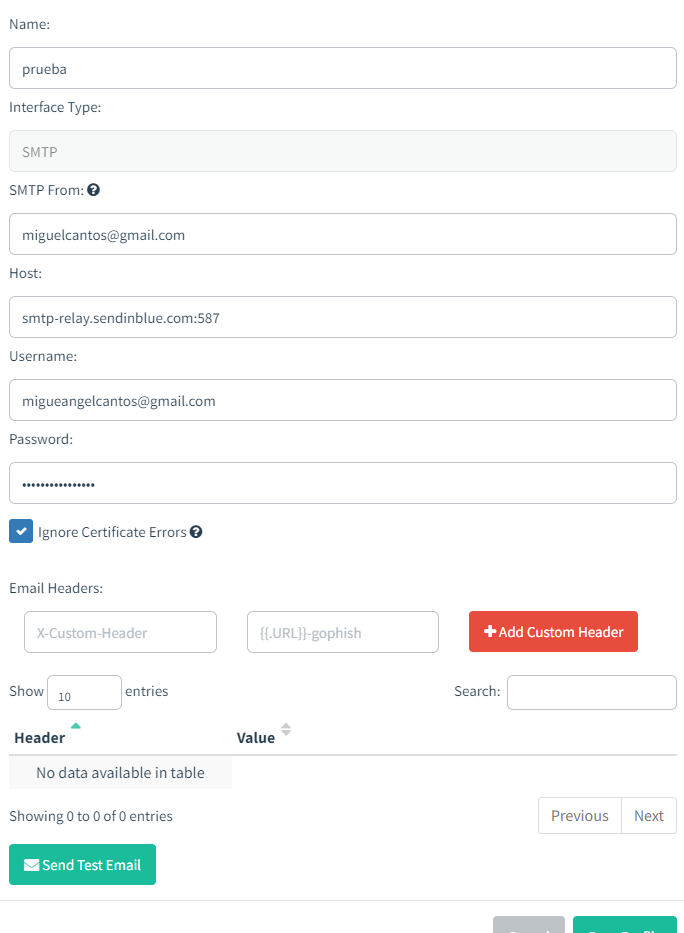 Name:
prueba
Interface Type:
SMTP
SMTP From:
miguelcantos@gmail.com
Host:
smtp-relay.sendinblue.com:587
Username:
migueangelcantos@gmail.com
Password:
••••••••••••••••
Ignore Certificate Errors
Email Headers:
X-Custom-Header {{.URL}}-gophish Add Custom Header
Show 10 entries Search:
Header Value
No data available in table
Showing 0 to 0 of 0 entries Previous Next
Send Test Email